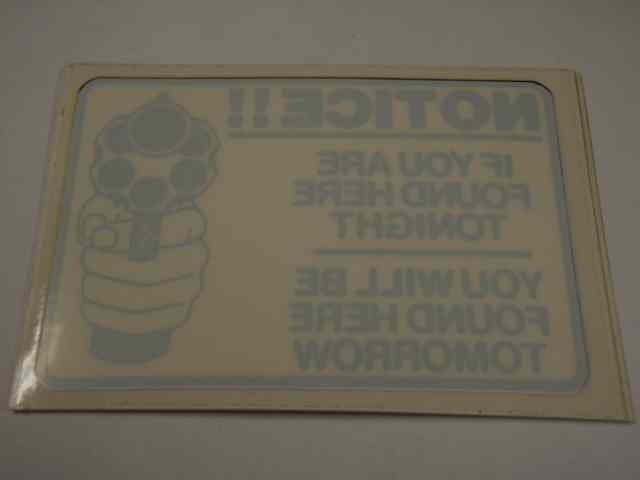 NOTICE!!
IF YOU ARE
FOUND HERE
TONIGHT
YOU WILL BE
FOUND HERE
TOMORROW